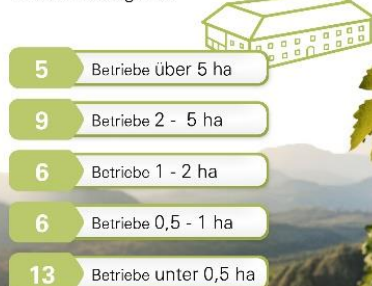 5 Betriebe über 5 ha
9 Betriebe 2 - 5 ha
6 Betriebe 1 - 2 ha
6 Betriebe 0,5 - 1 ha
13 Betriebe unter 0,5 ha